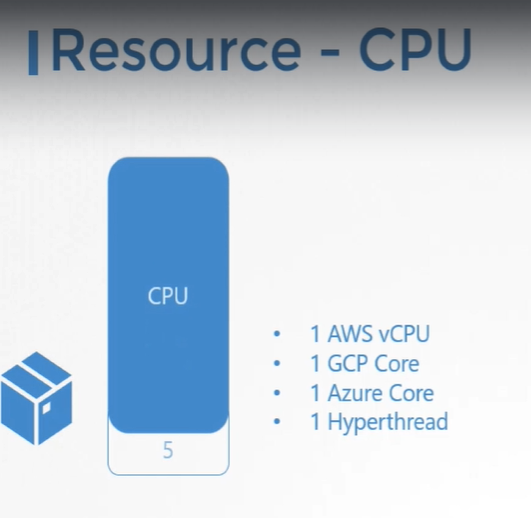 Resource - CPU
CPU
5
• 1 AWS vCPU
• 1 GCP Core
• 1 Azure Core
• 1 Hyperthread